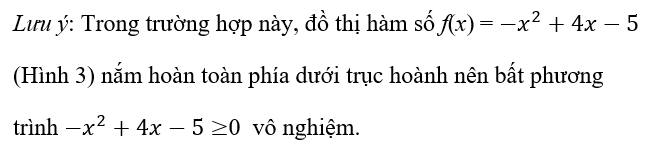 Lưu ý: Trong trường hợp này, đồ thị hàm số f(x) = −x² + 4x − 5
(Hình 3) nắm hoàn toàn phía dưới trục hoành nên bất phương
trình −x² + 4x − 5 ≥0 vô nghiệm.